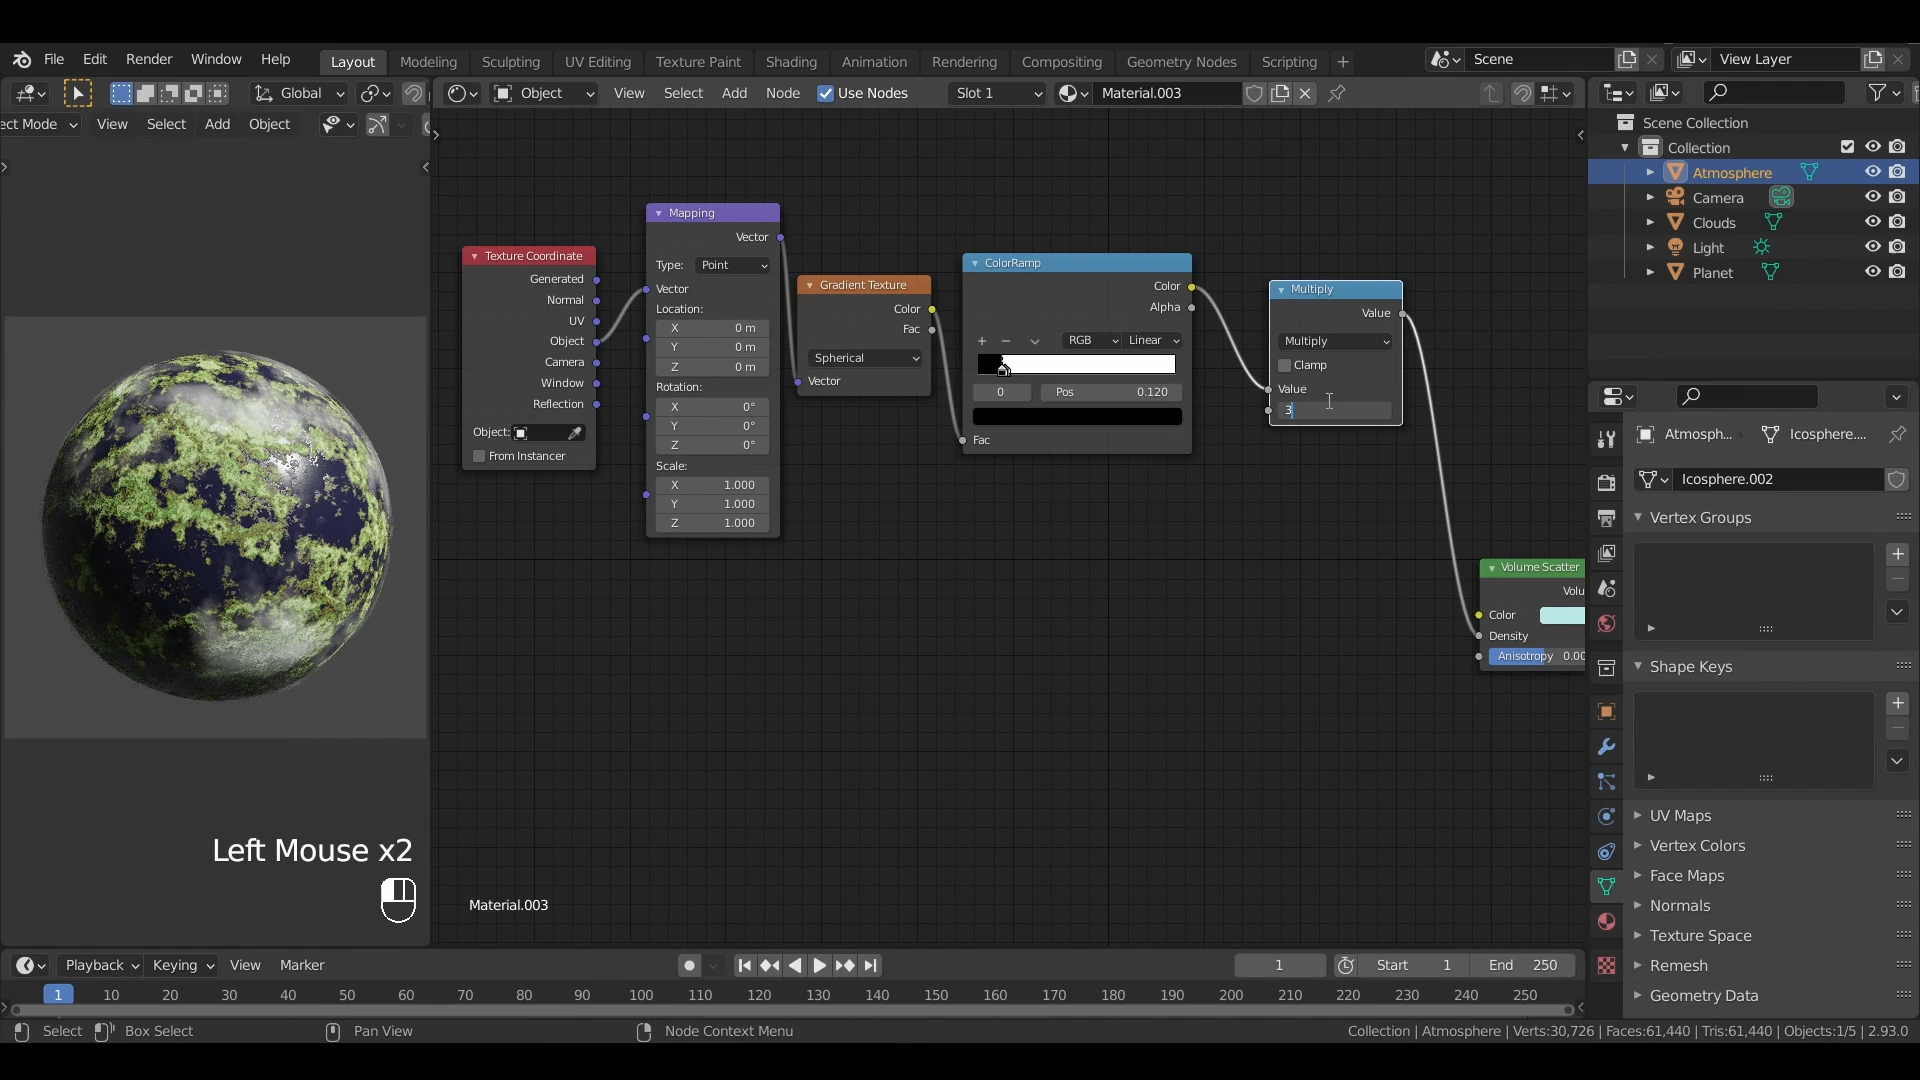 File Edit Render Window Help Layout Modeling Sculpting UV Editing Texture Paint Shading Animation Rendering Compositing Geometry Nodes Scripting + Scene View Layer
Global Object View Select Add Node Use Nodes Slot 1 Material.003
ect Mode View Select Add Object
Scene Collection
Collection
Atmosphere
Camera
Clouds
Light
Planet
Texture Coordinate
Generated
Normal
UV
Object
Camera
Window
Reflection
Object:
From Instancer
Mapping
Vector
Type: Point
Vector
Location:
X 0 m
Y 0 m
Z 0 m
Rotation:
X 0°
Y 0°
Z 0°
Scale:
X 1.000
Y 1.000
Z 1.000
Gradient Texture
Color
Fac
Spherical
Vector
ColorRamp
Color
Alpha
+ − RGB Linear
0 Pos 0.120
Fac
Multiply
Value
Multiply
Clamp
Value
3
Volume Scatter
Volu
Color
Density
Anisotropy 0.00
Atmosph... Icosphere....
Icosphere.002
Vertex Groups
Shape Keys
UV Maps
Vertex Colors
Face Maps
Normals
Texture Space
Remesh
Geometry Data
Left Mouse x2
Material.003
Playback Keying View Marker 1 Start 1 End 250
1 10 20 30 40 50 60 70 80 90 100 110 120 130 140 150 160 170 180 190 200 210 220 230 240 250
Select Box Select Pan View Node Context Menu Collection | Atmosphere | Verts:30,726 | Faces:61,440 | Tris:61,440 | Objects:1/5 | 2.93.0